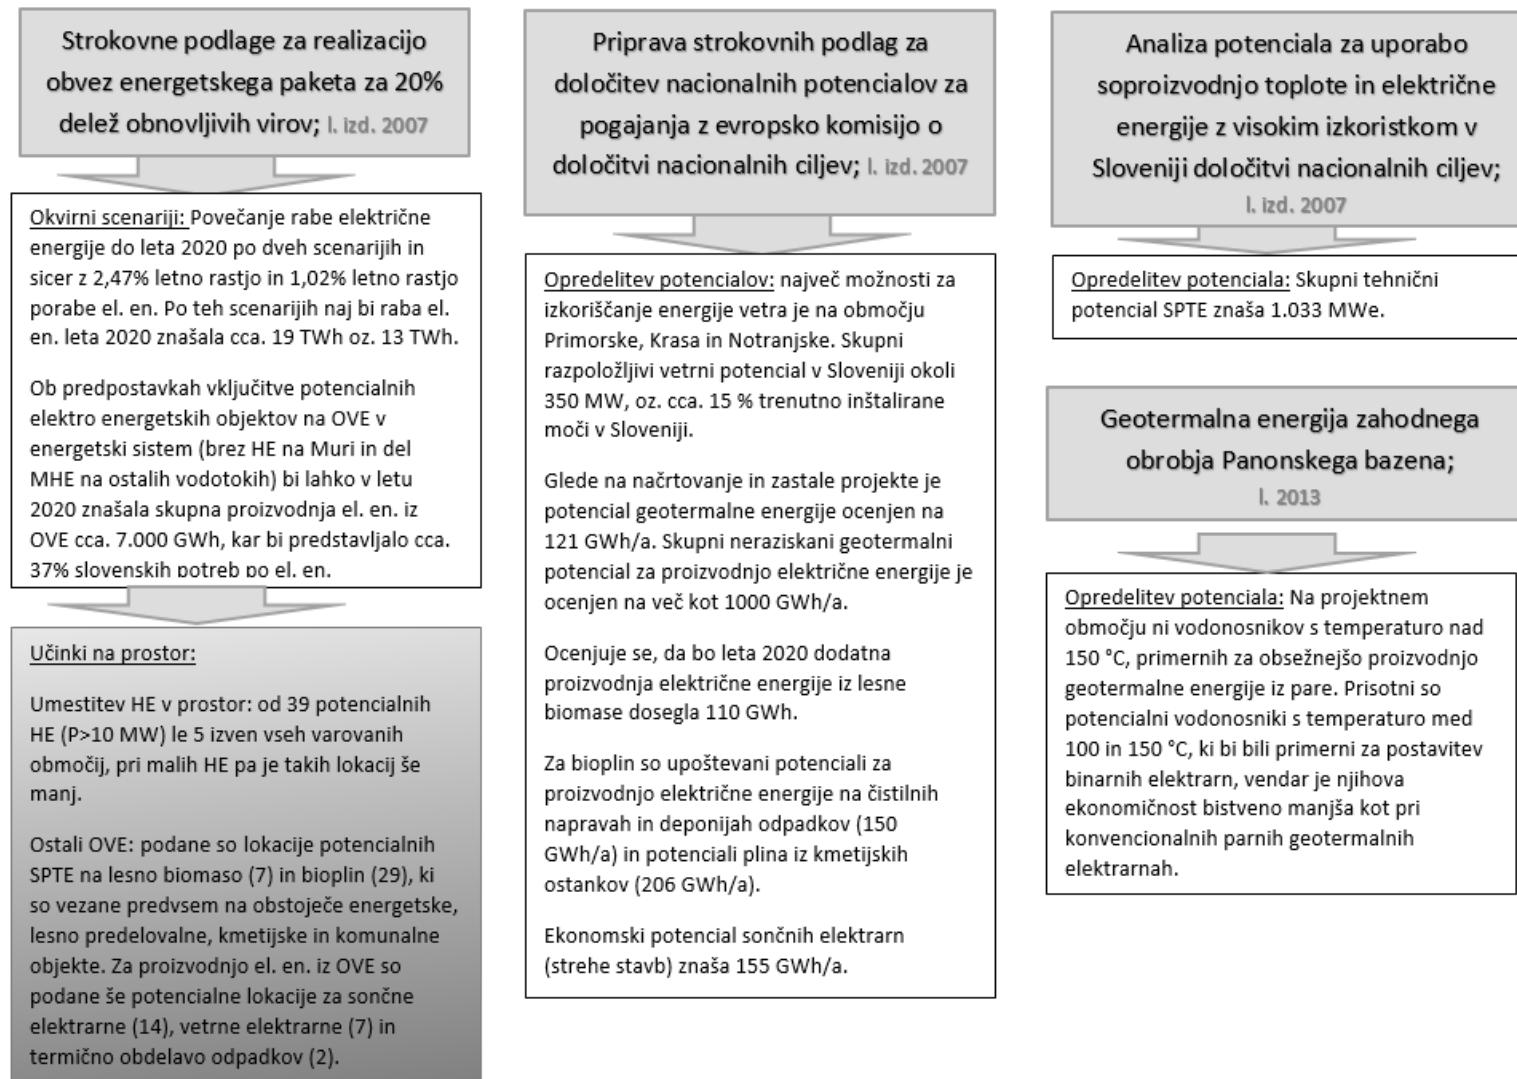 Strokovne podlage za realizacijo
obvez energetskega paketa za 20%
delež obnovljivih virov; l. izd. 2007
Okvirni scenariji: Povečanje rabe električne
energije do leta 2020 po dveh scenarijih in
sicer z 2,47% letno rastjo in 1,02% letno rastjo
porabe el. en. Po teh scenarijih naj bi raba el.
en. leta 2020 znašala cca. 19 TWh oz. 13 TWh.
Ob predpostavkah vključitve potencialnih
elektro energetskih objektov na OVE v
energetski sistem (brez HE na Muri in del
MHE na ostalih vodotokih) bi lahko v letu
2020 znašala skupna proizvodnja el. en. iz
OVE cca. 7.000 GWh, kar bi predstavljalo cca.
37% slovenskih potreb po el. en.
Učinki na prostor:
Umestitev HE v prostor: od 39 potencialnih
HE (P>10 MW) le 5 izven vseh varovanih
območij, pri malih HE pa je takih lokacij še
manj.
Ostali OVE: podane so lokacije potencialnih
SPTE na lesno biomaso (7) in bioplin (29), ki
so vezane predvsem na obstoječe energetske,
lesno predelovalne, kmetijske in komunalne
objekte. Za proizvodnjo el. en. iz OVE so
podane še potencialne lokacije za sončne
elektrarne (14), vetrne elektrarne (7) in
termično obdelavo odpadkov (2).
Priprava strokovnih podlag za
določitev nacionalnih potencialov za
pogajanja z evropsko komisijo o
določitvi nacionalnih ciljev; l. izd. 2007
Opredelitev potencialov: največ možnosti za
izkoriščanje energije vetra je na območju
Primorske, Krasa in Notranjske. Skupni
razpoložljivi vetrni potencial v Sloveniji okoli
350 MW, oz. cca. 15 % trenutno inštalirane
moči v Sloveniji.
Glede na načrtovanje in zastale projekte je
potencial geotermalne energije ocenjen na
121 GWh/a. Skupni neraziskani geotermalni
potencial za proizvodnjo električne energije je
ocenjen na več kot 1000 GWh/a.
Ocenjuje se, da bo leta 2020 dodatna
proizvodnja električne energije iz lesne
biomase dosegla 110 GWh.
Za bioplin so upoštevani potenciali za
proizvodnjo električne energije na čistilnih
napravah in deponijah odpadkov (150
GWh/a) in potenciali plina iz kmetijskih
ostankov (206 GWh/a).
Ekonomski potencial sončnih elektrarn
(strehe stavb) znaša 155 GWh/a.
Analiza potenciala za uporabo
soproizvodnjo toplote in električne
energije z visokim izkoristkom v
Sloveniji določitvi nacionalnih ciljev;
l. izd. 2007
Opredelitev potenciala: Skupni tehnični
potencial SPTE znaša 1.033 MWe.
Geotermalna energija zahodnega
obrobja Panonskega bazena;
l. 2013
Opredelitev potenciala: Na projektnem
območju ni vodonosnikov s temperaturo nad
150 °C, primernih za obsežnejšo proizvodnjo
geotermalne energije iz pare. Prisotni so
potencialni vodonosniki s temperaturo med
100 in 150 °C, ki bi bili primerni za postavitev
binarnih elektrarn, vendar je njihova
ekonomičnost bistveno manjša kot pri
konvencionalnih parnih geotermalnih
elektrarnah.